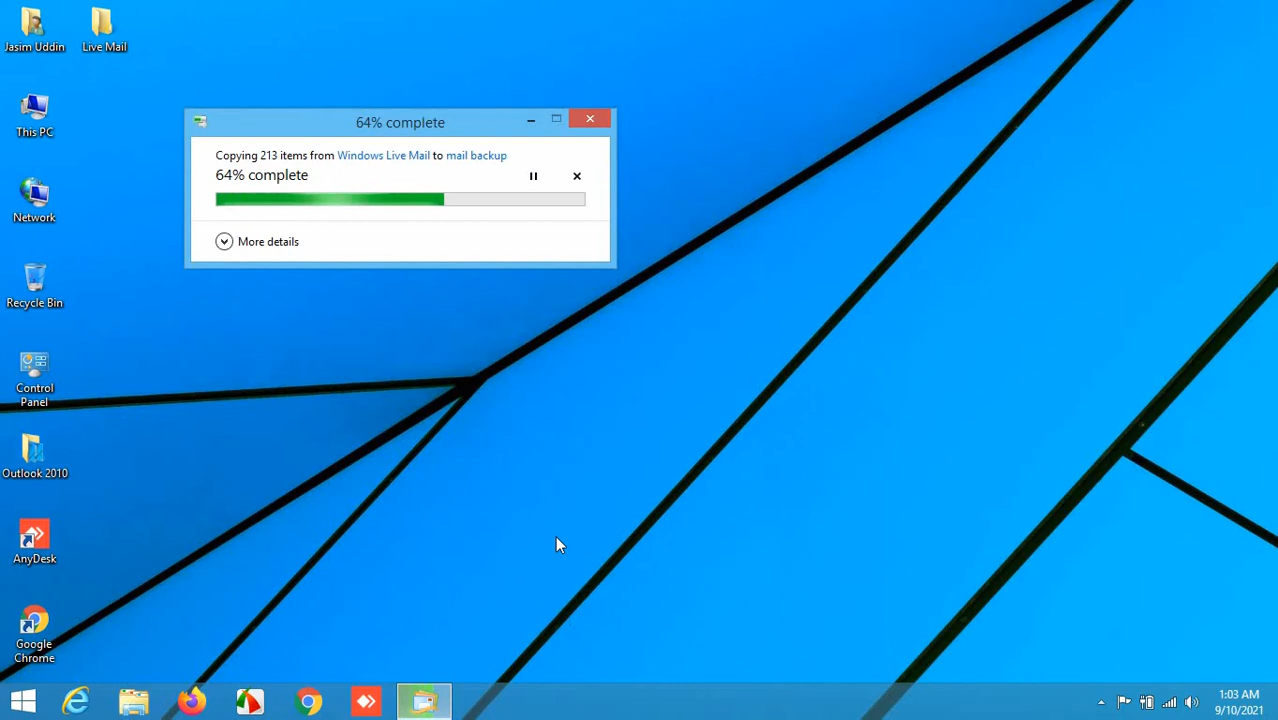 Jasim Uddin
Live Mail
This PC
Network
Recycle Bin
Control
Panel
Outlook 2010
AnyDesk
Google
Chrome
64% complete
Copying 213 items from Windows Live Mail to mail backup
64% complete
More details
1:03 AM
9/10/2021